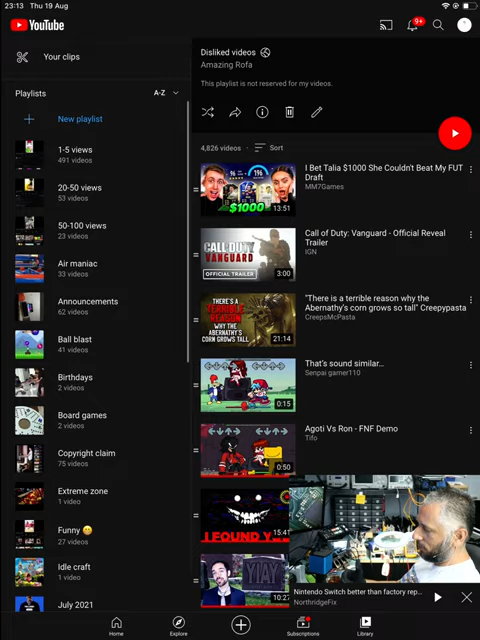 23:13 Thu 19 Aug
YouTube
9+
Your clips
Playlists
A-Z
New playlist
1-5 views
491 videos
20-50 views
53 videos
50-100 views
23 videos
Air maniac
33 videos
Announcements
62 videos
Ball blast
41 videos
Birthdays
2 videos
Board games
2 videos
Copyright claim
75 videos
Extreme zone
1 video
Funny 😁
27 videos
Idle craft
1 video
July 2021
Disliked videos
Amazing Rofa
This playlist is not reserved for my videos.
4,826 videos · Sort
96 196
$1000
13:51
I Bet Talia $1000 She Couldn't Beat My FUT
Draft
MM7Games
CALL OF DUTY
VANGUARD
OFFICIAL TRAILER
3:00
Call of Duty: Vanguard - Official Reveal
Trailer
IGN
THERE'S A
TERRIBLE
REASON
WHY THE
ABERNATHY'S
CORN GROWS TALL
21:14
"There is a terrible reason why the
Abernathy's corn grows so tall" Creepypasta
CreepsMcPasta
0:15
That's sound similar...
Senpai gamer110
0:50
Agoti Vs Ron - FNF Demo
Tifo
I FOUND Y
15:41
YIAY
10:27
Nintendo Switch better than factory rep...
NorthridgeFix
Home
Explore
Subscriptions
Library